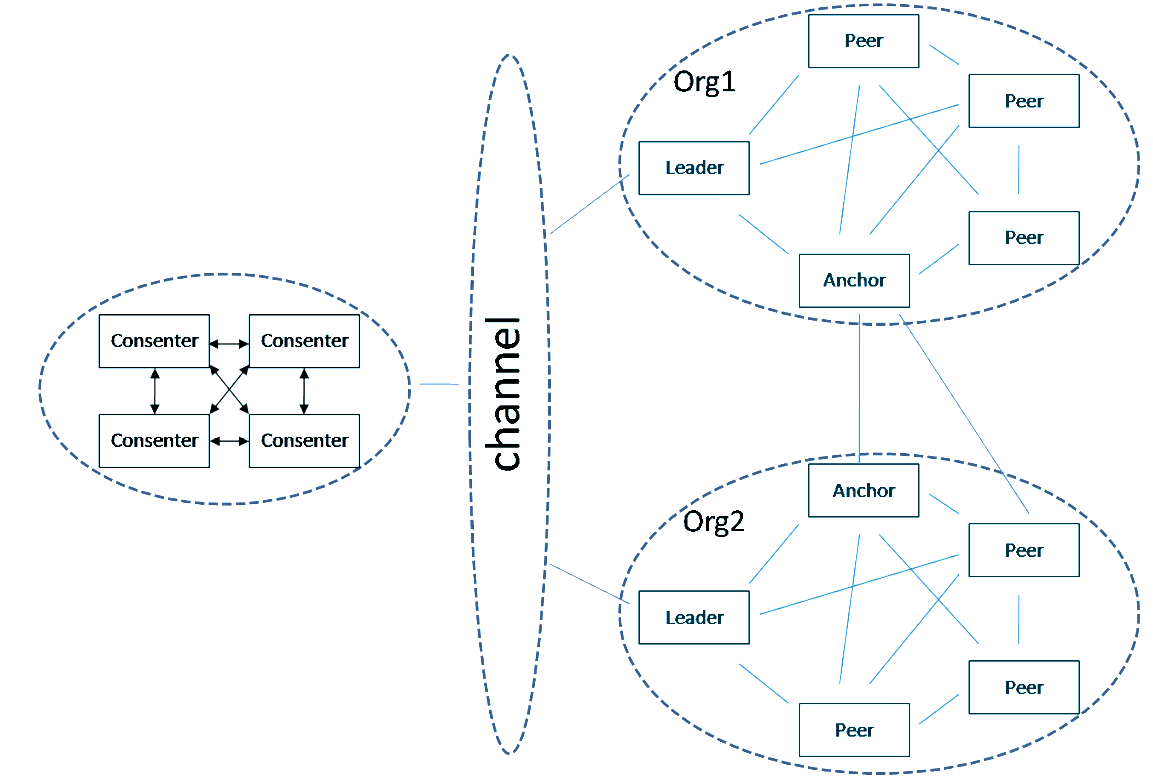 Consenter
Consenter
Consenter
Consenter
channel
Org1
Peer
Peer
Leader
Peer
Anchor
Org2
Anchor
Peer
Leader
Peer
Peer